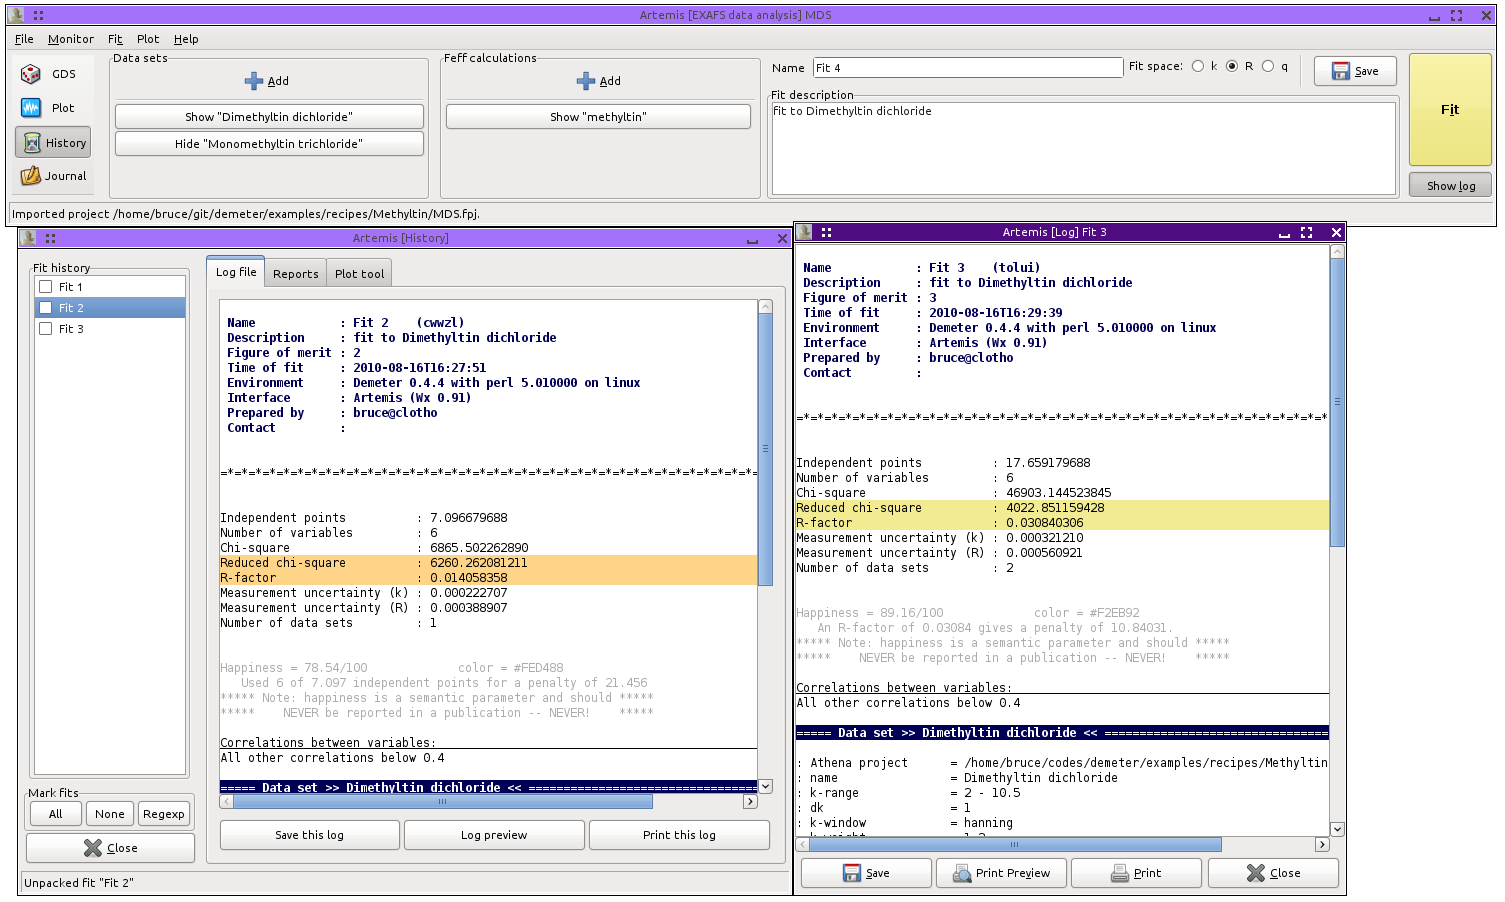 Artemis [EXAFS data analysis] MDS
File Monitor Fit Plot Help
GDS
Plot
History
Journal
Data sets
Add
Show "Dimethyltin dichloride"
Hide "Monomethyltin trichloride"
Feff calculations
Add
Show "methyltin"
Name Fit 4 Fit space: k R q Save
Fit description
fit to Dimethyltin dichloride
Fit
Show log
Imported project /home/bruce/git/demeter/examples/recipes/Methyltin/MDS.fpj.
Artemis [History]
Fit history
Fit 1
Fit 2
Fit 3
Mark fits
All None Regexp
Close
Log file Reports Plot tool
Name : Fit 2 (cwwzl)
Description : fit to Dimethyltin dichloride
Figure of merit : 2
Time of fit : 2010-08-16T16:27:51
Environment : Demeter 0.4.4 with perl 5.010000 on linux
Interface : Artemis (Wx 0.91)
Prepared by : bruce@clotho
Contact :
=*=*=*=*=*=*=*=*=*=*=*=*=*=*=*=*=*=*=*=*=*=*=*=*=*=*=*=*=*=*=*=*=*=*=*=*=*=*=
Independent points : 7.096679688
Number of variables : 6
Chi-square : 6865.502262890
Reduced chi-square : 6260.262081211
R-factor : 0.014058358
Measurement uncertainty (k) : 0.000222707
Measurement uncertainty (R) : 0.000388907
Number of data sets : 1
Happiness = 78.54/100 color = #FED488
Used 6 of 7.097 independent points for a penalty of 21.456
***** Note: happiness is a semantic parameter and should *****
***** NEVER be reported in a publication -- NEVER! *****
Correlations between variables:
All other correlations below 0.4
===== Data set >> Dimethyltin dichloride << =================================
Save this log Log preview Print this log
Unpacked fit "Fit 2"
Artemis [Log] Fit 3
Name : Fit 3 (tolui)
Description : fit to Dimethyltin dichloride
Figure of merit : 3
Time of fit : 2010-08-16T16:29:39
Environment : Demeter 0.4.4 with perl 5.010000 on linux
Interface : Artemis (Wx 0.91)
Prepared by : bruce@clotho
Contact :
=*=*=*=*=*=*=*=*=*=*=*=*=*=*=*=*=*=*=*=*=*=*=*=*=*=*=*=*=*=*=*=*=*=*=*=*=*=*
Independent points : 17.659179688
Number of variables : 6
Chi-square : 46903.144523845
Reduced chi-square : 4022.851159428
R-factor : 0.030840306
Measurement uncertainty (k) : 0.000321210
Measurement uncertainty (R) : 0.000560921
Number of data sets : 2
Happiness = 89.16/100 color = #F2EB92
An R-factor of 0.03084 gives a penalty of 10.84031.
***** Note: happiness is a semantic parameter and should *****
***** NEVER be reported in a publication -- NEVER! *****
Correlations between variables:
All other correlations below 0.4
===== Data set >> Dimethyltin dichloride << ================================
: Athena project = /home/bruce/codes/demeter/examples/recipes/Methyltin
: name = Dimethyltin dichloride
: k-range = 2 - 10.5
: dk = 1
: k-window = hanning
Save Print Preview Print Close